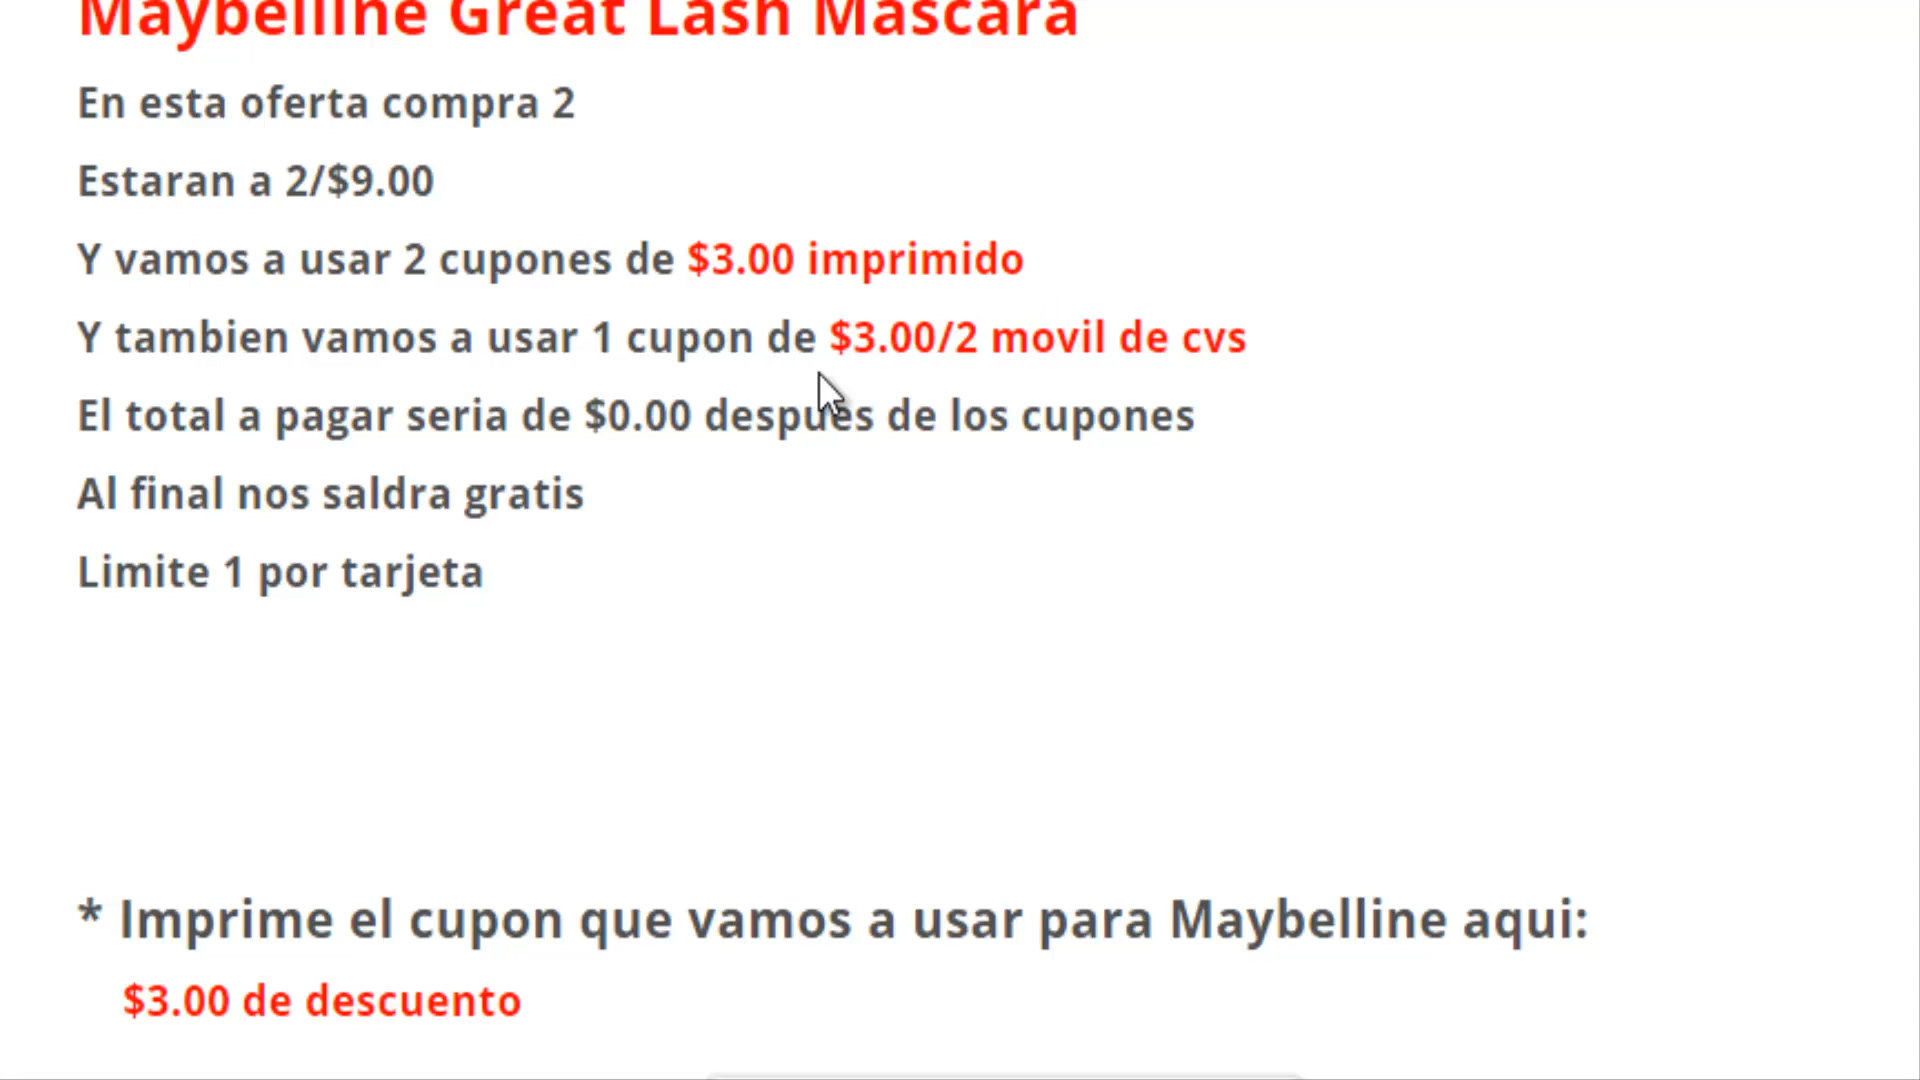 Maybelline Great Lash Mascara
En esta oferta compra 2
Estaran a 2/$9.00
Y vamos a usar 2 cupones de $3.00 imprimido
Y tambien vamos a usar 1 cupon de $3.00/2 movil de cvs
El total a pagar seria de $0.00 despues de los cupones
Al final nos saldra gratis
Limite 1 por tarjeta
* Imprime el cupon que vamos a usar para Maybelline aqui:
$3.00 de descuento